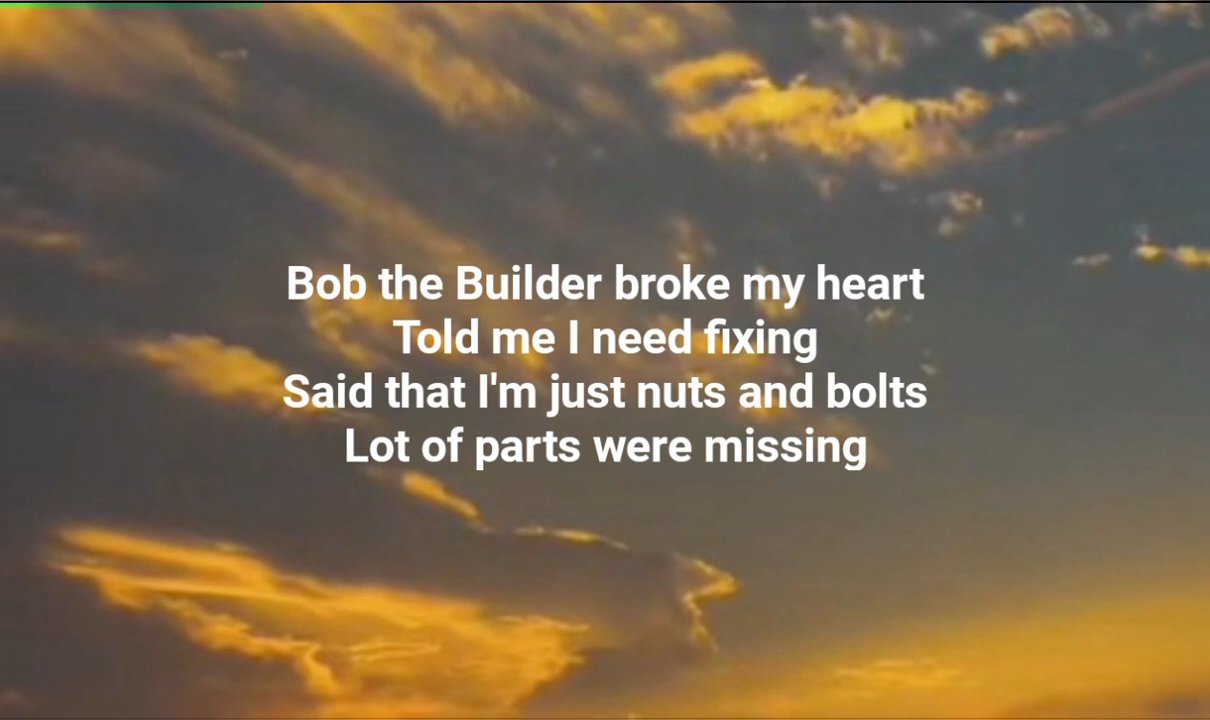 Bob the Builder broke my heart
Told me I need fixing
Said that I'm just nuts and bolts
Lot of parts were missing